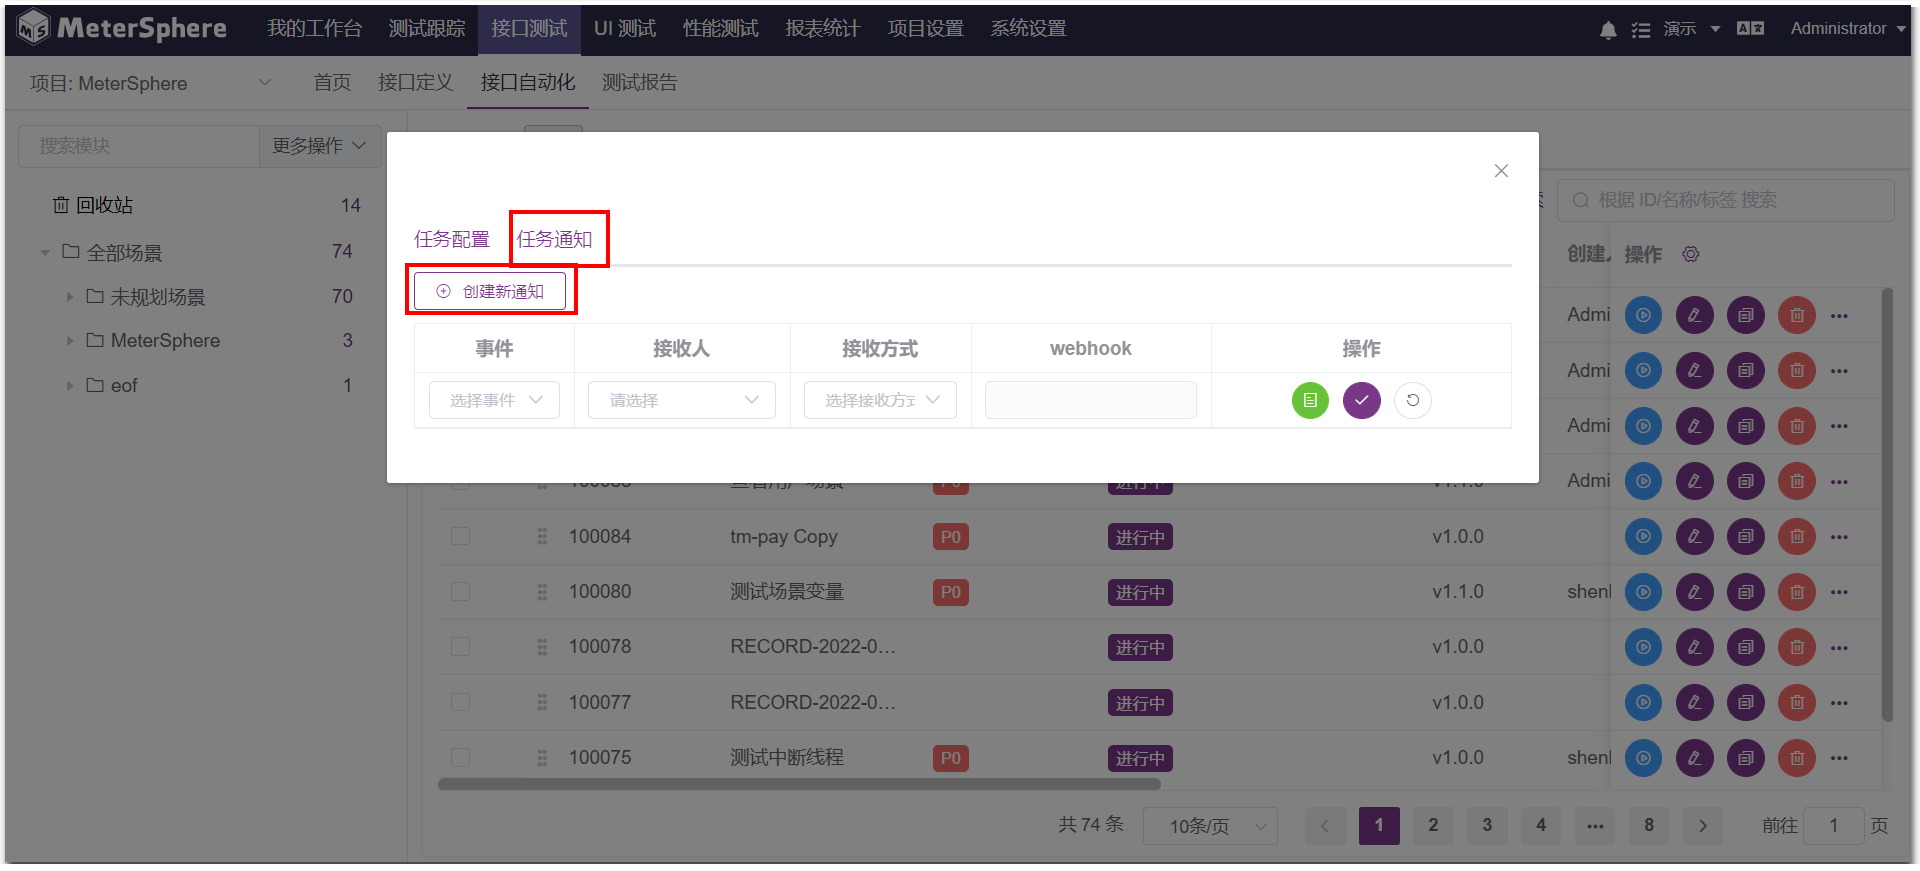 MeterSphere 我的工作台 测试跟踪 接口测试 UI 测试 性能测试 报表统计 项目设置 系统设置 演示 Administrator
项目: MeterSphere 首页 接口定义 接口自动化 测试报告
搜索模块 更多操作
回收站 14
根据 ID/名称/标签 搜索
任务配置 任务通知
全部场景 74
创建人 操作
创建新通知
未规划场景 70
Admi
MeterSphere 3
事件 接收人 接收方式 webhook 操作
Admi
eof 1
选择事件 请选择 选择接收方式
Admi
Admi
100084 tm-pay Copy P0 进行中 v1.0.0
100080 测试场景变量 P0 进行中 v1.1.0 shenl
100078 RECORD-2022-0... 进行中 v1.0.0
100077 RECORD-2022-0... 进行中 v1.0.0
100075 测试中断线程 P0 进行中 v1.0.0 shenl
共 74 条 10条/页 1 2 3 4 ... 8 前往 1 页